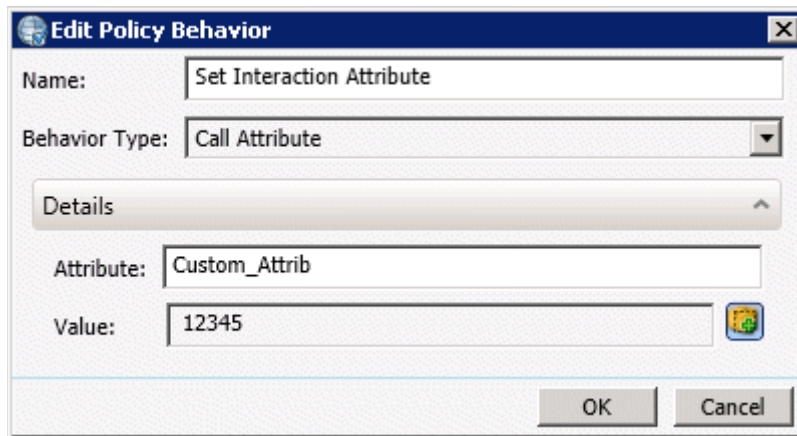 Edit Policy Behavior
Name: Set Interaction Attribute
Behavior Type: Call Attribute
Details
Attribute: Custom_Attrib
Value: 12345
OK Cancel